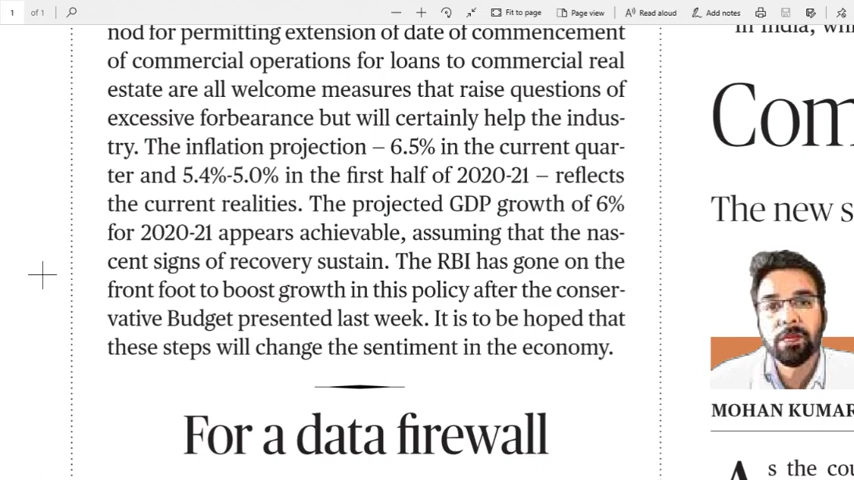 1 of 1 Fit to page Page view Read aloud Add notes
nod for permitting extension of date of commencement
of commercial operations for loans to commercial real
estate are all welcome measures that raise questions of
excessive forbearance but will certainly help the indus-
try. The inflation projection — 6.5% in the current quar-
ter and 5.4%-5.0% in the first half of 2020-21 — reflects
the current realities. The projected GDP growth of 6%
for 2020-21 appears achievable, assuming that the nas-
cent signs of recovery sustain. The RBI has gone on the
front foot to boost growth in this policy after the conser-
vative Budget presented last week. It is to be hoped that
these steps will change the sentiment in the economy.
For a data firewall
in India, whi
Com
The new s
MOHAN KUMAR
As the cou